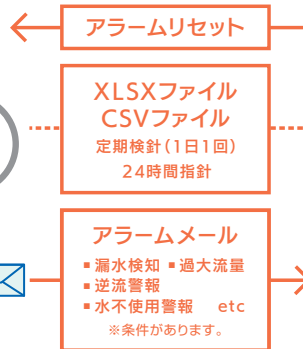 アラームリセット
XLSXファイル
CSVファイル
定期検針(1日1回)
24時間指針
アラームメール
▪漏水検知 ▪過大流量
▪逆流警報
▪水不使用警報 etc
※条件があります。